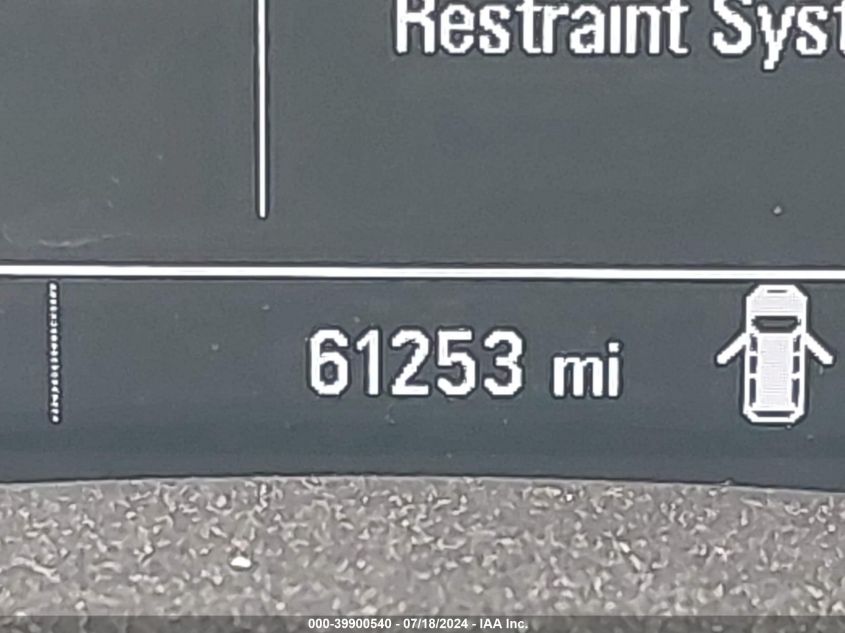 Restraint Syst
61253 mi
000-39900540 - 07/18/2024 - IAA Inc.